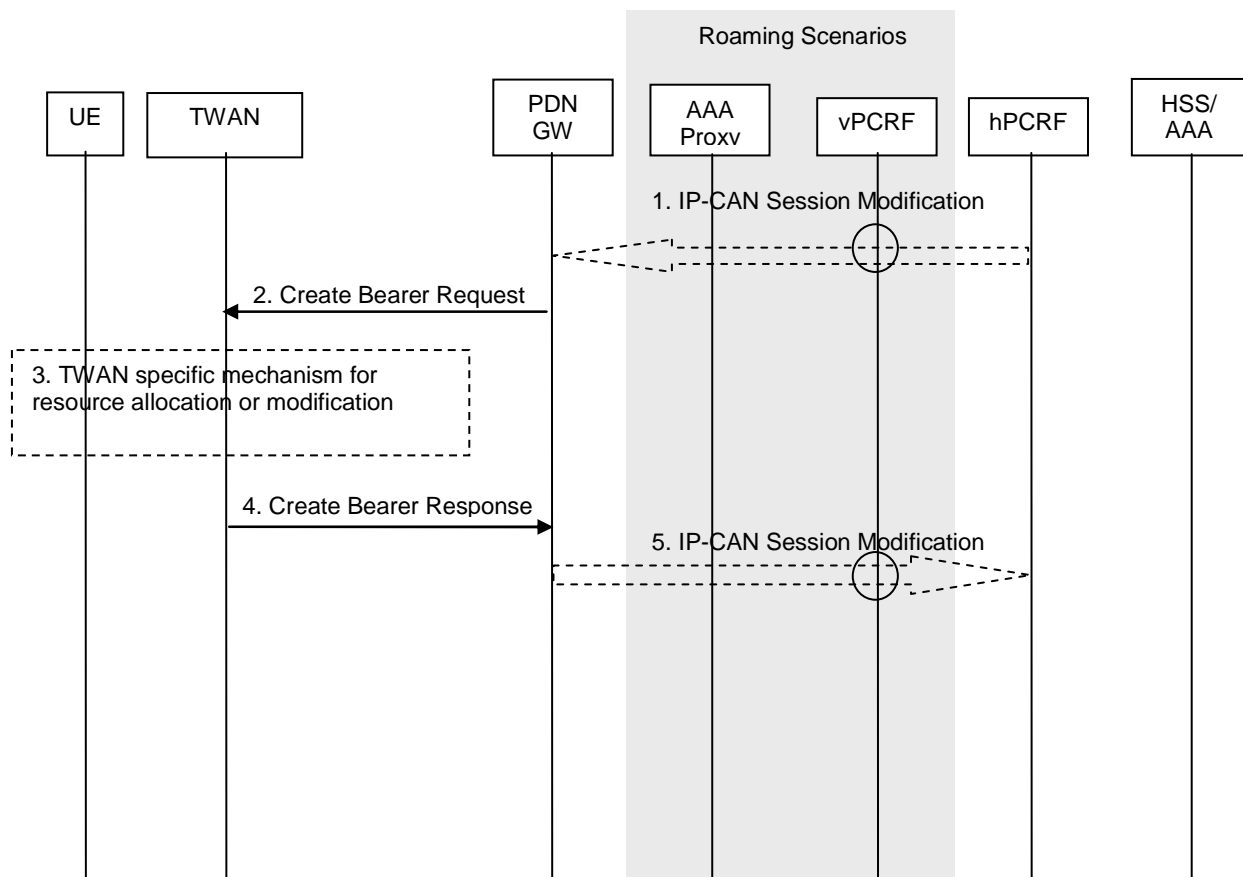 Roaming Scenarios
UE
TWAN
PDN
GW
AAA
Proxy
vPCRF
hPCRF
HSS/
AAA
1. IP-CAN Session Modification
2. Create Bearer Request
3. TWAN specific mechanism for
resource allocation or modification
4. Create Bearer Response
5. IP-CAN Session Modification